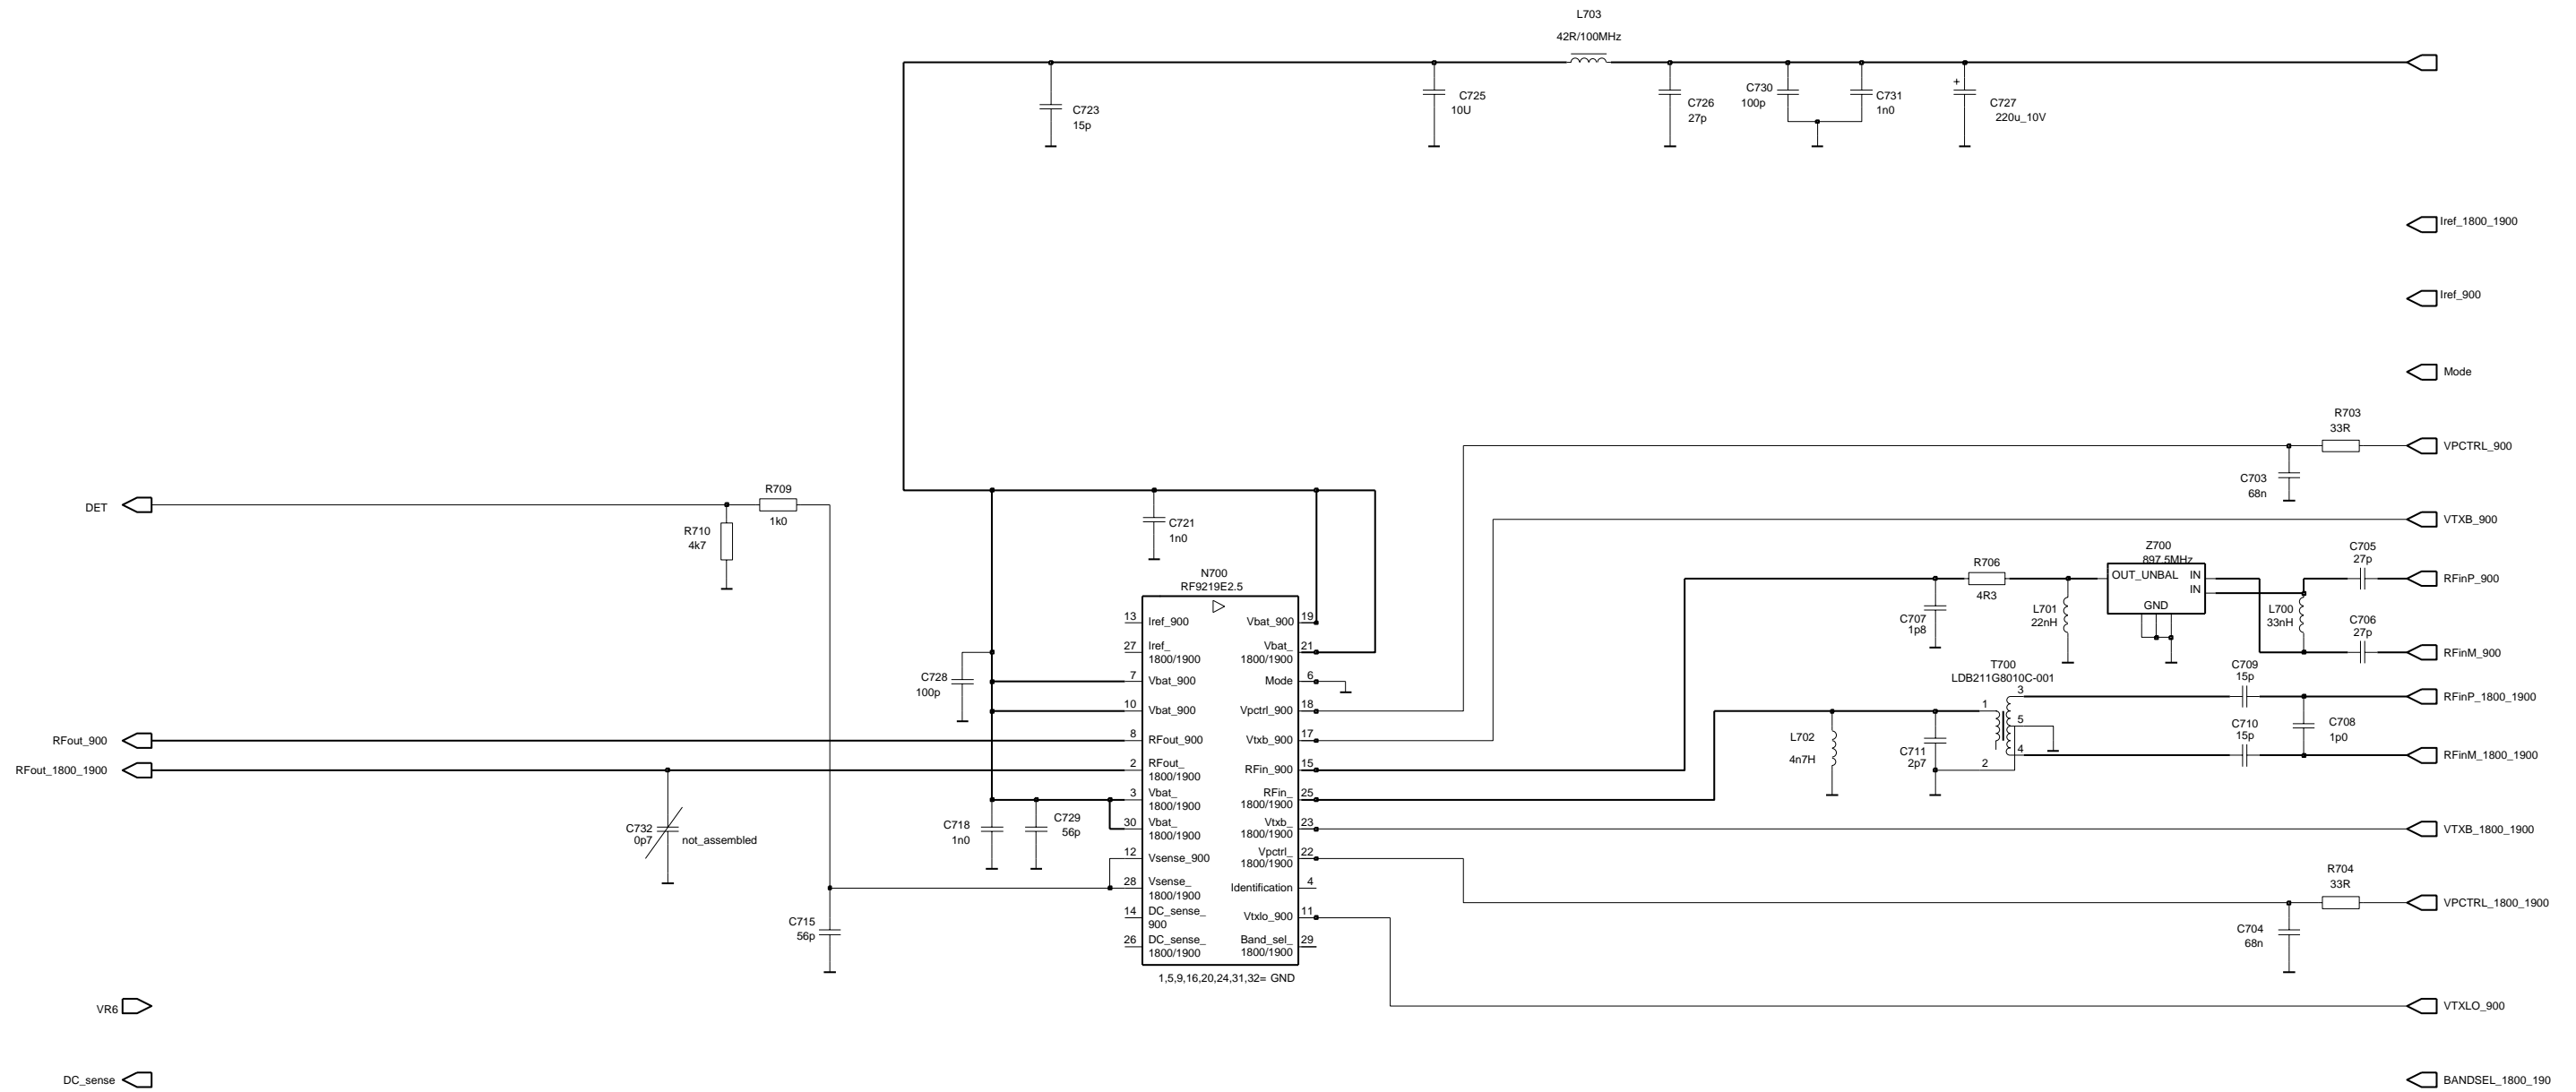 L703
42R/100MHz
C723
15p
C725
10U
C726
27p
C730
100p
C731
1n0
+
C727
220u_10V
Iref_1800_1900
Iref_900
Mode
R703
33R
VPCTRL_900
C703
68n
DET
R709
1k0
R710
4k7
C721
1n0
VTXB_900
N700
RF9219E2.5
R706
4R3
Z700
897.5MHz
OUT_UNBAL IN
IN
GND
C705
27p
RFinP_900
C707
1p8
L701
22nH
L700
33nH
C706
27p
RFinM_900
13 Iref_900
27 Iref_
1800/1900
7 Vbat_900
10 Vbat_900
8 RFout_900
2 RFout_
1800/1900
3 Vbat_
1800/1900
30 Vbat_
1800/1900
12 Vsense_900
28 Vsense_
1800/1900
14 DC_sense_
900
26 DC_sense_
1800/1900
Vbat_900 19
Vbat_ 21
1800/1900
Mode 6
Vpctrl_900 18
Vtxb_900 17
RFin_900 15
RFin_ 25
1800/1900
Vtxb_ 23
1800/1900
Vpctrl_ 22
1800/1900
Identification 4
Vtxlo_900 11
Band_sel_ 29
1800/1900
1,5,9,16,20,24,31,32= GND
C728
100p
T700
LDB211G8010C-001
1
2
3
5
4
C709
15p
RFinP_1800_1900
C710
15p
C708
1p0
RFinM_1800_1900
L702
4n7H
C711
2p7
RFout_900
RFout_1800_1900
C732
0p7
not_assembled
C718
1n0
C729
56p
VTXB_1800_1900
R704
33R
VPCTRL_1800_1900
C704
68n
C715
56p
VR6
VTXLO_900
DC_sense
BANDSEL_1800_190